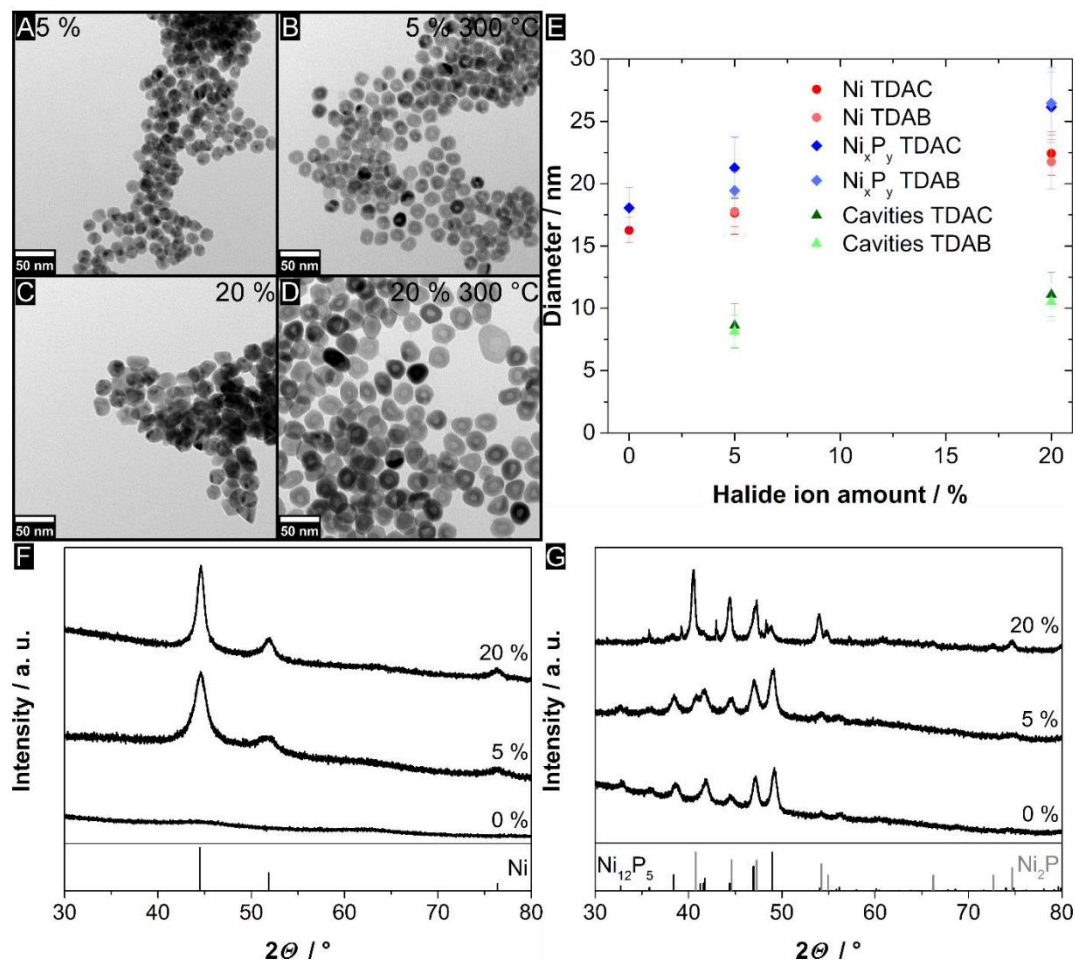 A 5 %
B 5 % 300 °C
50 nm
50 nm
C 20 %
D 20 % 300 °C
50 nm
50 nm
E
Diameter / nm
30
25
20
15
10
5
0
Ni TDAC
Ni TDAB
NixPy TDAC
NixPy TDAB
Cavities TDAC
Cavities TDAB
0 5 10 15 20
Halide ion amount / %
F
Intensity / a. u.
20 %
5 %
0 %
Ni
30 40 50 60 70 80
2Θ / °
G
Intensity / a. u.
20 %
5 %
0 %
Ni12P5 Ni2P
30 40 50 60 70 80
2Θ / °